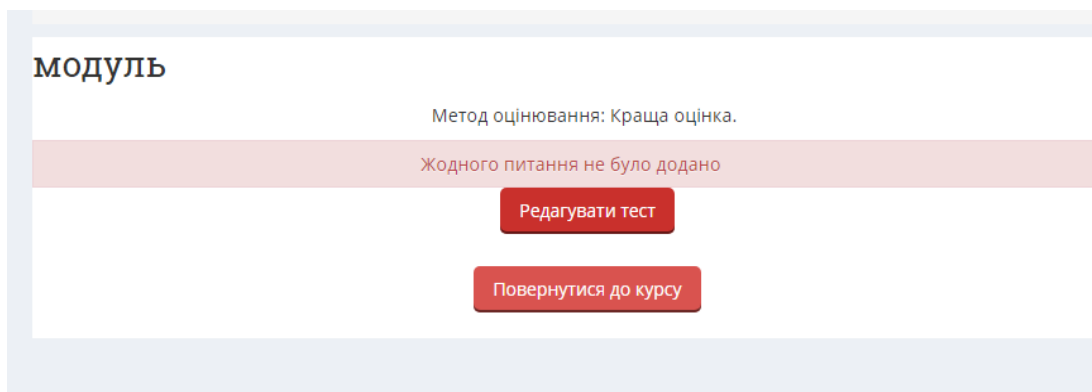 модуль
Метод оцінювання: Краща оцінка.
Жодного питання не було додано
Редагувати тест
Повернутися до курсу